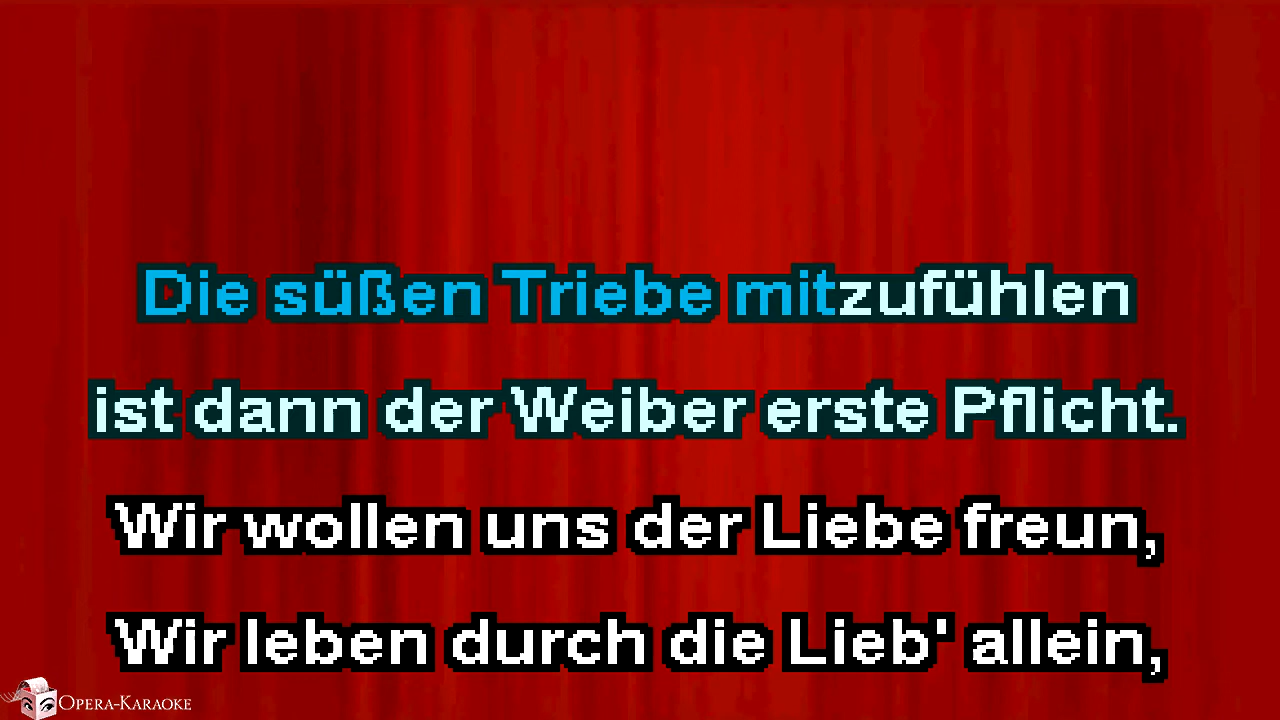 Die süßen Triebe mitzufühlen
ist dann der Weiber erste Pflicht.
Wir wollen uns der Liebe freun,
Wir leben durch die Lieb' allein,
OPERA-KARAOKE